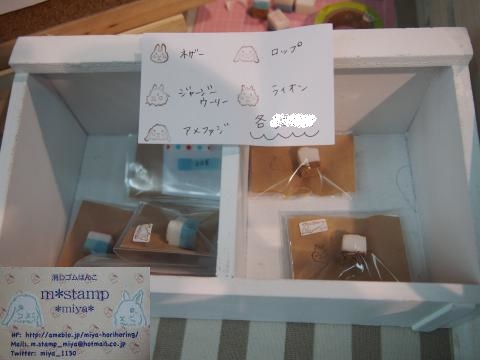 ネザー
ロップ
ジャージー
ウーリー
ライオン
アメファジ
各
消しゴムはんこ
m*stamp
*miya*
HP: http://ameblo.jp/miya-horihoring/
Mail: m.stamp_miya@hotmail.co.jp
Twitter: miya_1130